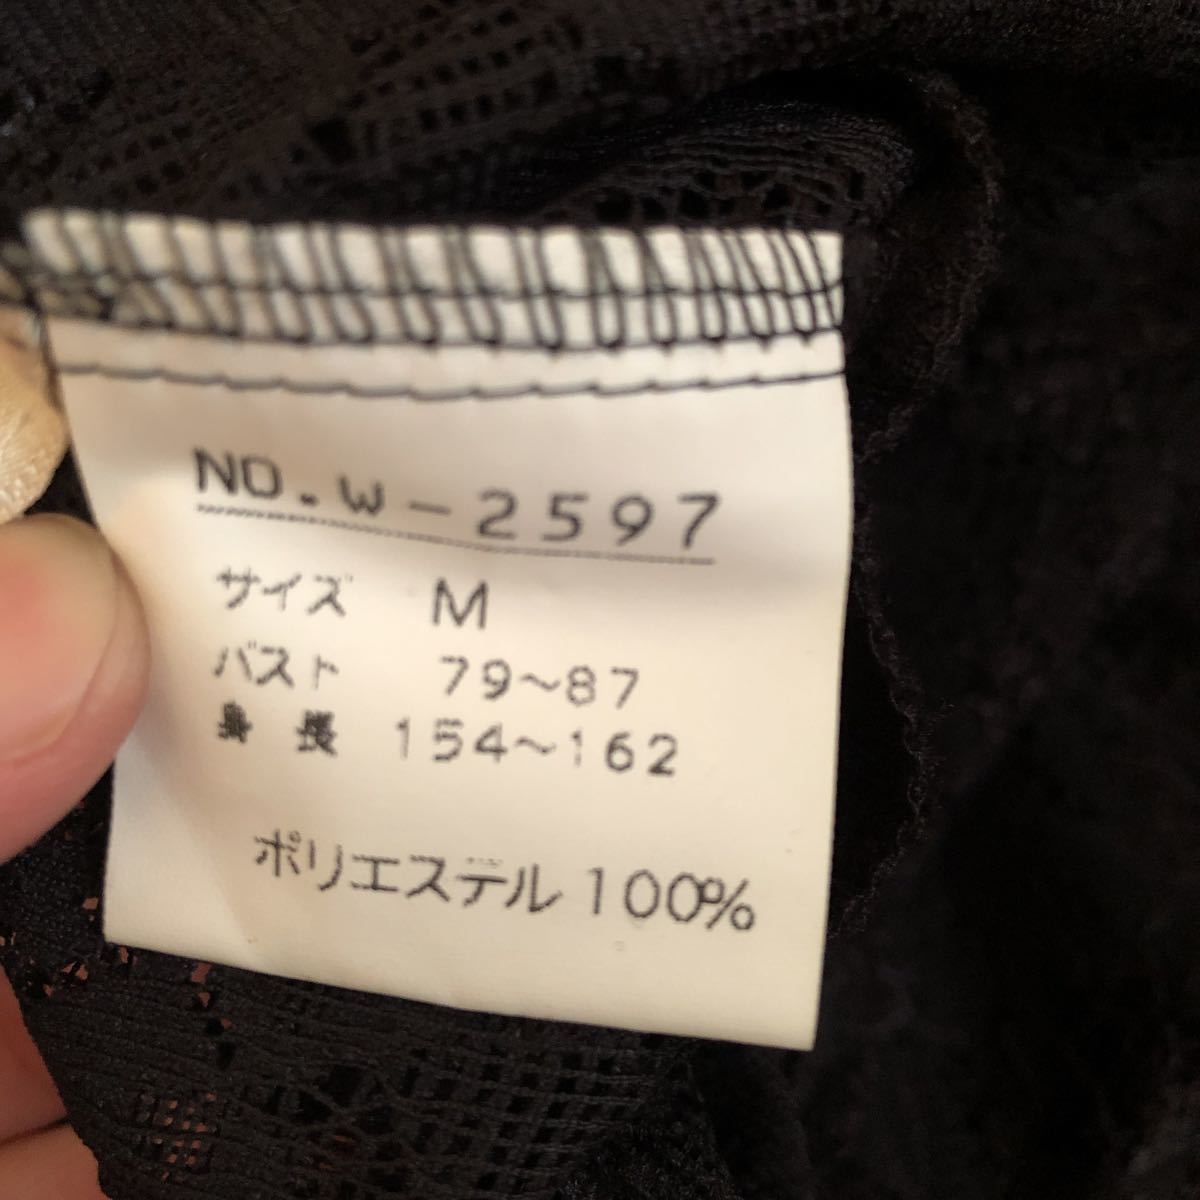 NO.W-2597
サイズ M
バスト 79～87
身長 154～162
ポリエステル100%